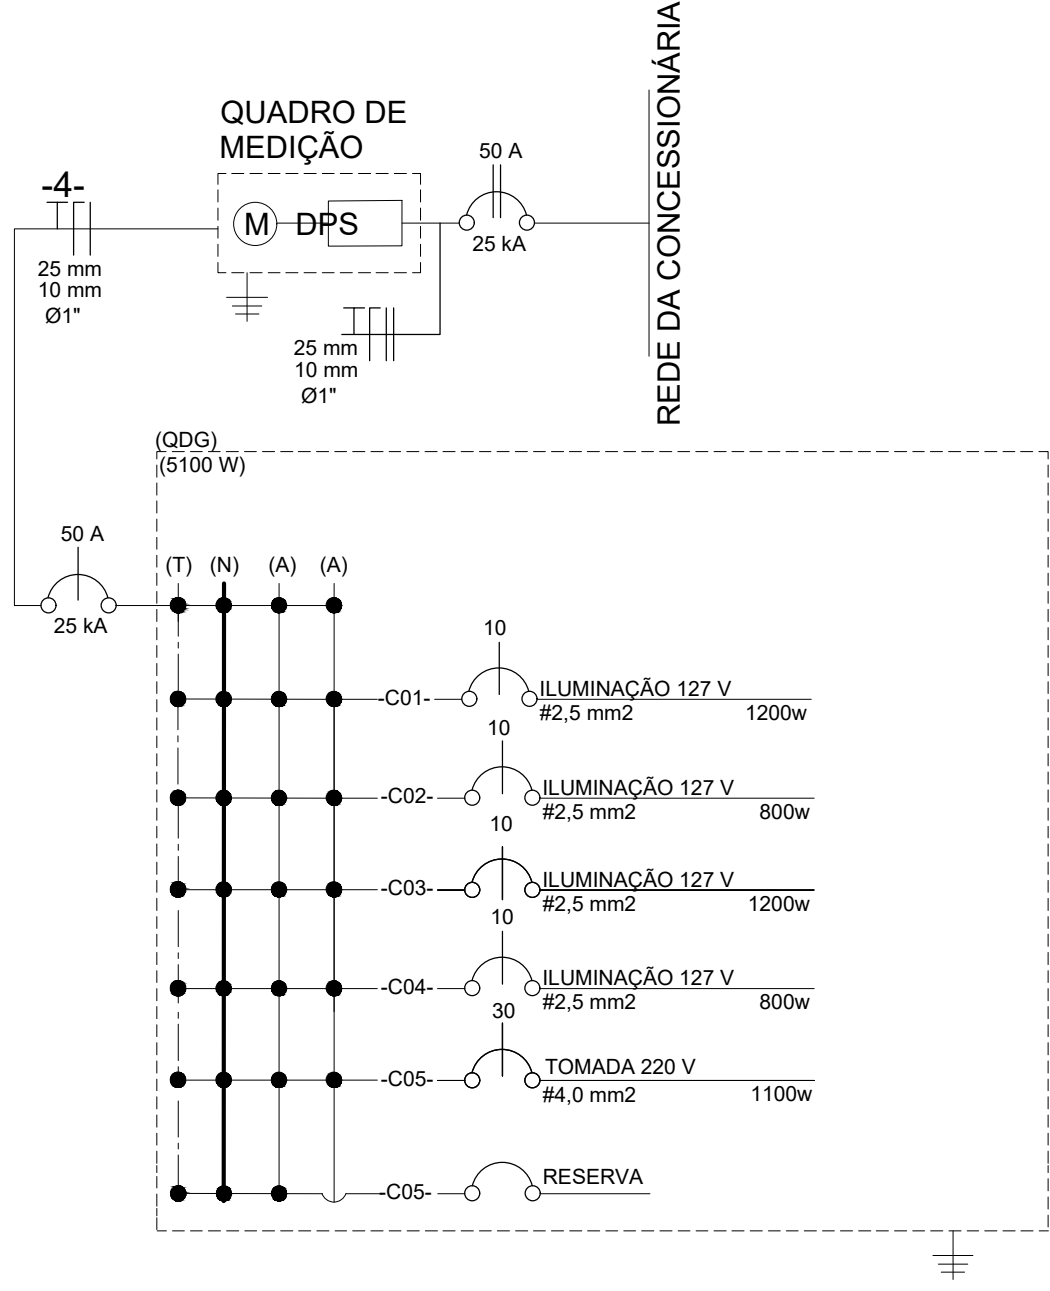 REDE DA CONCESSIONÁRIA
QUADRO DE
MEDIÇÃO
50 A
-4-
M DPS
25 kA
25 mm
10 mm
Ø1"
25 mm
10 mm
Ø1"
(QDG)
(5100 W)
50 A
25 kA
(T) (N) (A) (A)
10
-C01- ILUMINAÇÃO 127 V
#2,5 mm2 1200w
10
-C02- ILUMINAÇÃO 127 V
#2,5 mm2 800w
10
-C03- ILUMINAÇÃO 127 V
#2,5 mm2 1200w
10
-C04- ILUMINAÇÃO 127 V
#2,5 mm2 800w
30
-C05- TOMADA 220 V
#4,0 mm2 1100w
-C05- RESERVA